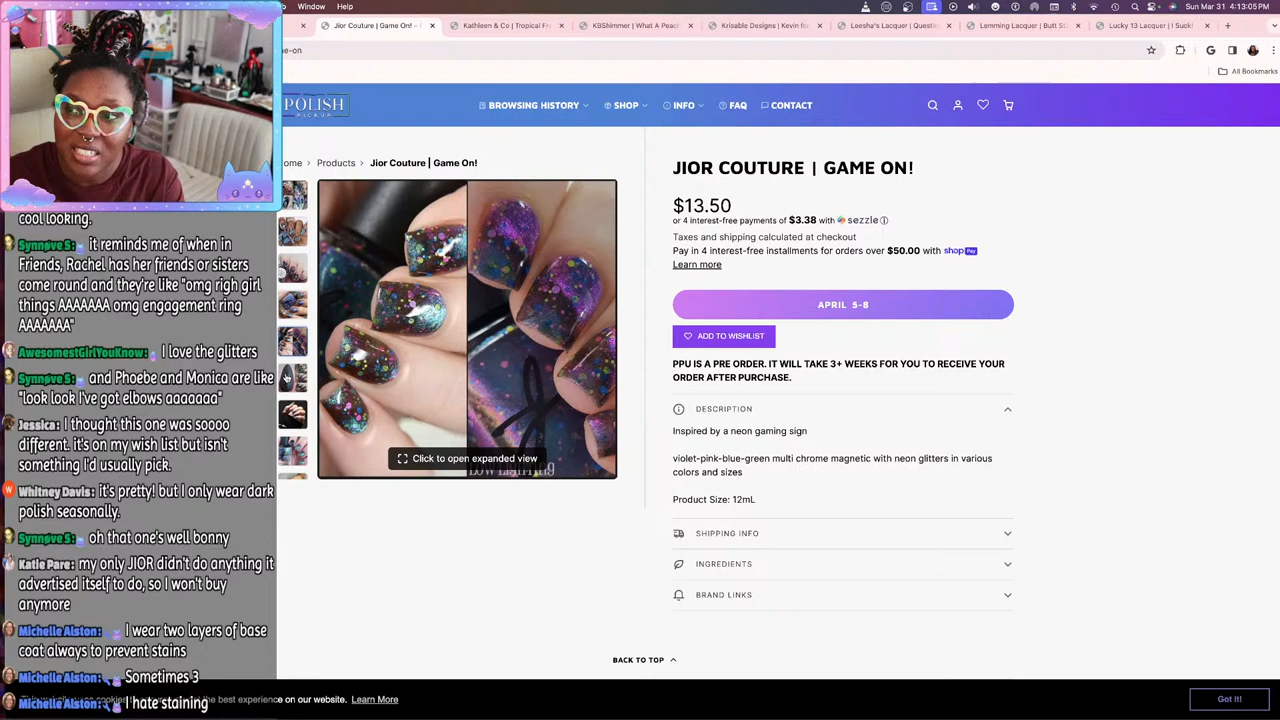 Window Help
Sun Mar 31 4:13:05 PM
Jior Couture | Game On! –
Kathleen & Co | Tropical Fr
KBShimmer | What A Peach
Krisable Designs | Kevin for
Leesha's Lacquer | Questin
Lemming Lacquer | Butt St
Lucky 13 Lacquer | I Suck!
e-on
All Bookmarks
POLISH
PICKUP
BROWSING HISTORY
SHOP
INFO
FAQ
CONTACT
ome > Products > Jior Couture | Game On!
JIOR COUTURE | GAME ON!
$13.50
or 4 interest-free payments of $3.38 with sezzle
Taxes and shipping calculated at checkout
Pay in 4 interest-free installments for orders over $50.00 with shop Pay
Learn more
APRIL 5-8
ADD TO WISHLIST
PPU IS A PRE ORDER. IT WILL TAKE 3+ WEEKS FOR YOU TO RECEIVE YOUR
ORDER AFTER PURCHASE.
DESCRIPTION
Inspired by a neon gaming sign
violet-pink-blue-green multi chrome magnetic with neon glitters in various
colors and sizes
Product Size: 12mL
SHIPPING INFO
INGREDIENTS
BRAND LINKS
Click to open expanded view
LOW LIGHTING
BACK TO TOP
cool looking.
Synnøve S: it reminds me of when in
Friends, Rachel has her friends or sisters
come round and they're like "omg righ girl
things AAAAAAA omg engagement ring
AAAAAAA"
AwesomestGirlYouKnow: I love the glitters
Synnøve S: and Phoebe and Monica are like
"look look I've got elbows aaaaaaa"
Jessica: I thought this one was soooo
different. it's on my wish list but isn't
something I'd usually pick.
W Whitney Davis: it's pretty! but I only wear dark
polish seasonally.
Synnøve S: oh that one's well bonny
Katie Pare: my only JIOR didn't do anything it
advertised itself to do, so I won't buy
anymore
Michelle Alston: I wear two layers of base
coat always to prevent stains
Michelle Alston: Sometimes 3
Michelle Alston: I hate staining
the best experience on our website. Learn More
Got It!